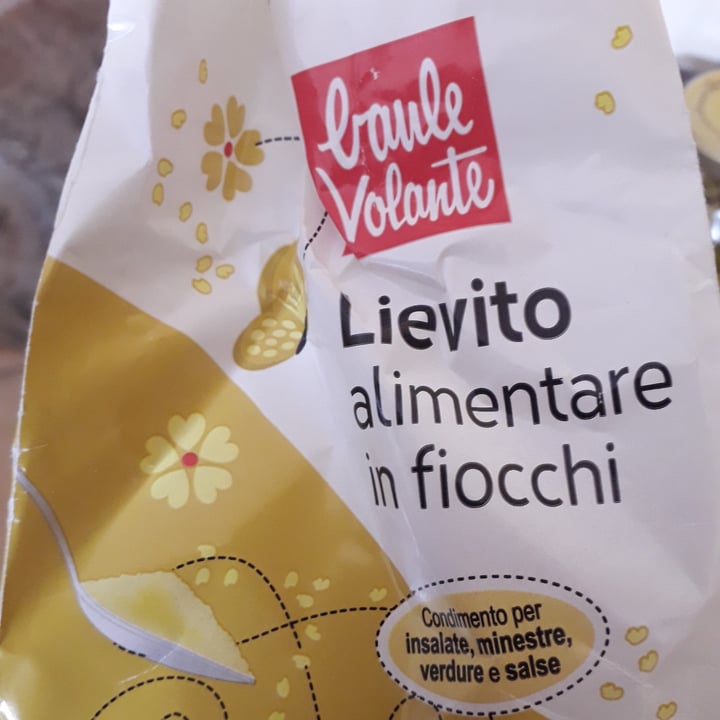 baule
volante
Lievito
alimentare
in fiocchi
Condimento per
insalate, minestre,
verdure e salse